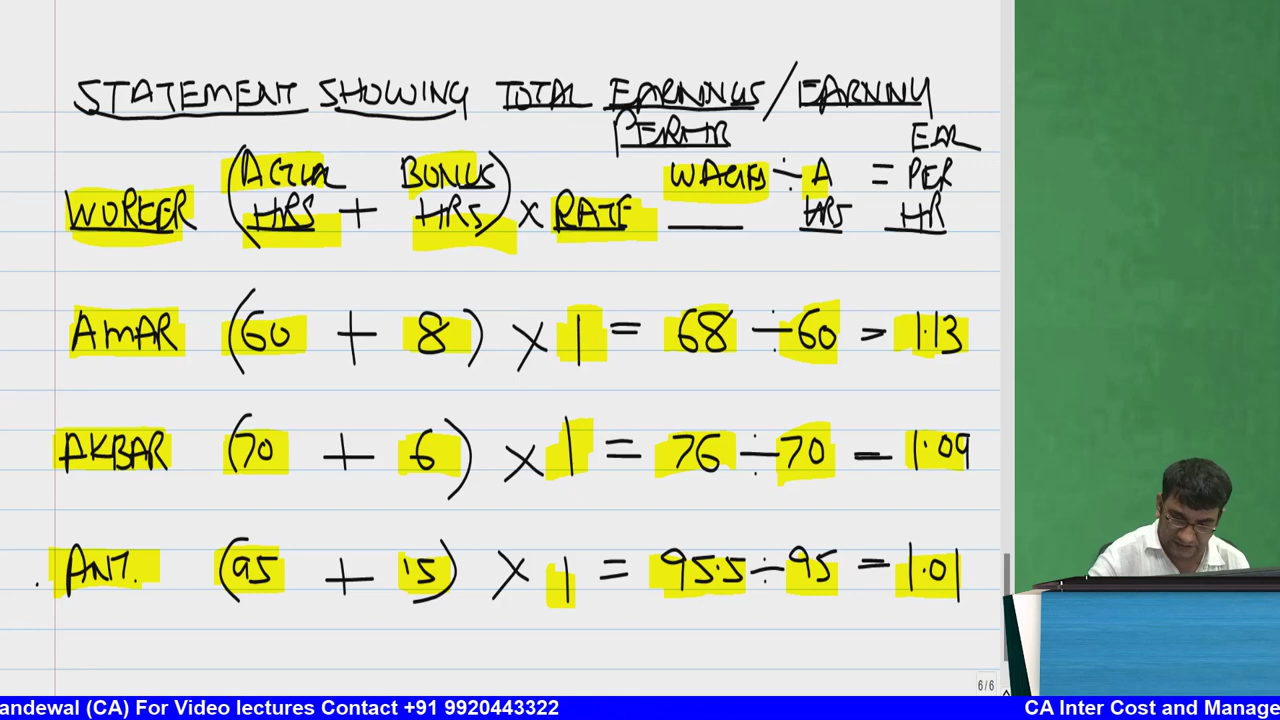 STATEMENT SHOWING TOTAL EARNINGS / EARNING
PERHR
WORKER (ACTUAL HRS + BONUS HRS) × RATE WAGES ÷ A HRS = EAR PER HR
AMAR (60 + 8) × 1 = 68 ÷ 60 = 1.13
AKBAR (70 + 6) × 1 = 76 ÷ 70 = 1.09
ANT. (95 + .5) × 1 = 95.5 ÷ 95 = 1.01
6/6
andewal (CA) For Video lectures Contact +91 9920443322
CA Inter Cost and Manage